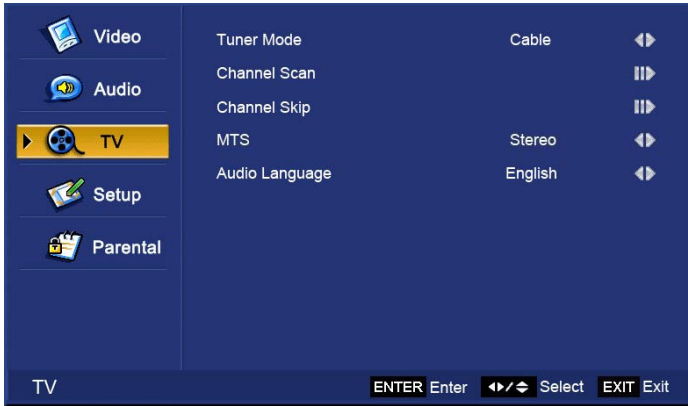 Video
Audio
TV
Setup
Parental
Tuner Mode Cable
Channel Scan
Channel Skip
MTS Stereo
Audio Language English
TV ENTER Enter / Select EXIT Exit